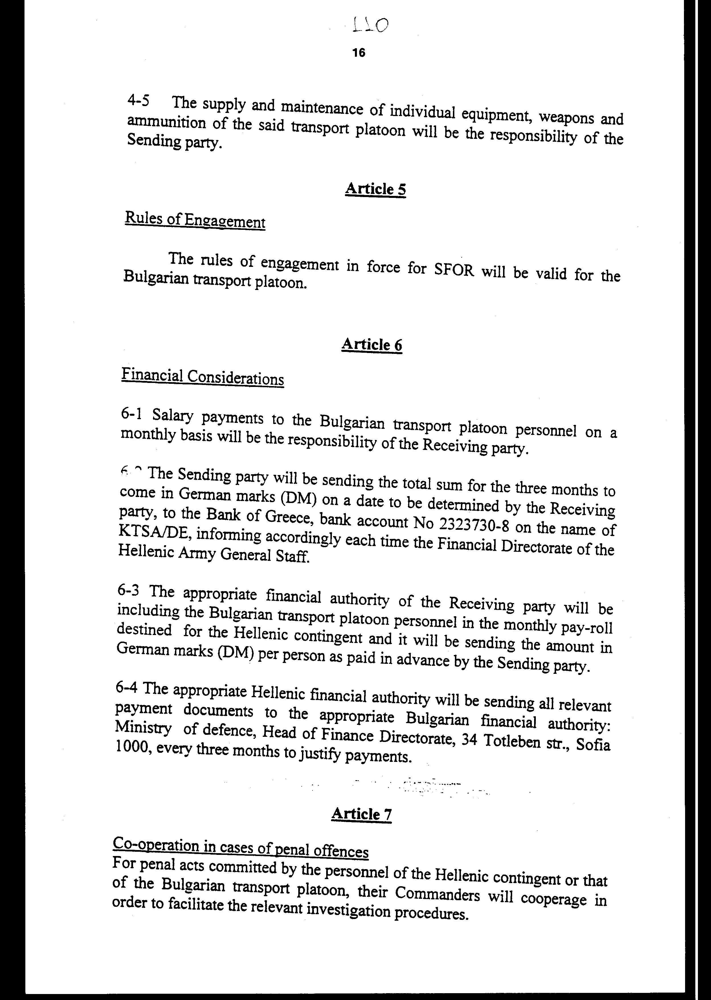 110
16
4-5 The supply and maintenance of individual equipment, weapons and
ammunition of the said transport platoon will be the responsibility of the
Sending party.
Article 5
Rules of Engagement
The rules of engagement in force for SFOR will be valid for the
Bulgarian transport platoon.
Article 6
Financial Considerations
6-1 Salary payments to the Bulgarian transport platoon personnel on a
monthly basis will be the responsibility of the Receiving party.
The Sending party will be sending the total sum for the three months to
come in German marks (DM) on a date to be determined by the Receiving
party, to the Bank of Greece, bank account No 2323730-8 on the name of
KTSA/DE, informing accordingly each time the Financial Directorate of the
Hellenic Army General Staff.
6-3 The appropriate financial authority of the Receiving party will be
including the Bulgarian transport platoon personnel in the monthly pay-roll
destined for the Hellenic contingent and it will be sending the amount in
German marks (DM) per person as paid in advance by the Sending party.
6-4 The appropriate Hellenic financial authority will be sending all relevant
payment documents to the appropriate Bulgarian financial authority:
Ministry of defence, Head of Finance Directorate, 34 Totleben str., Sofia
1000, every three months to justify payments.
Article 7
Co-operation in cases of penal offences
For penal acts committed by the personnel of the Hellenic contingent or that
of the Bulgarian transport platoon, their Commanders will cooperage in
order to facilitate the relevant investigation procedures.